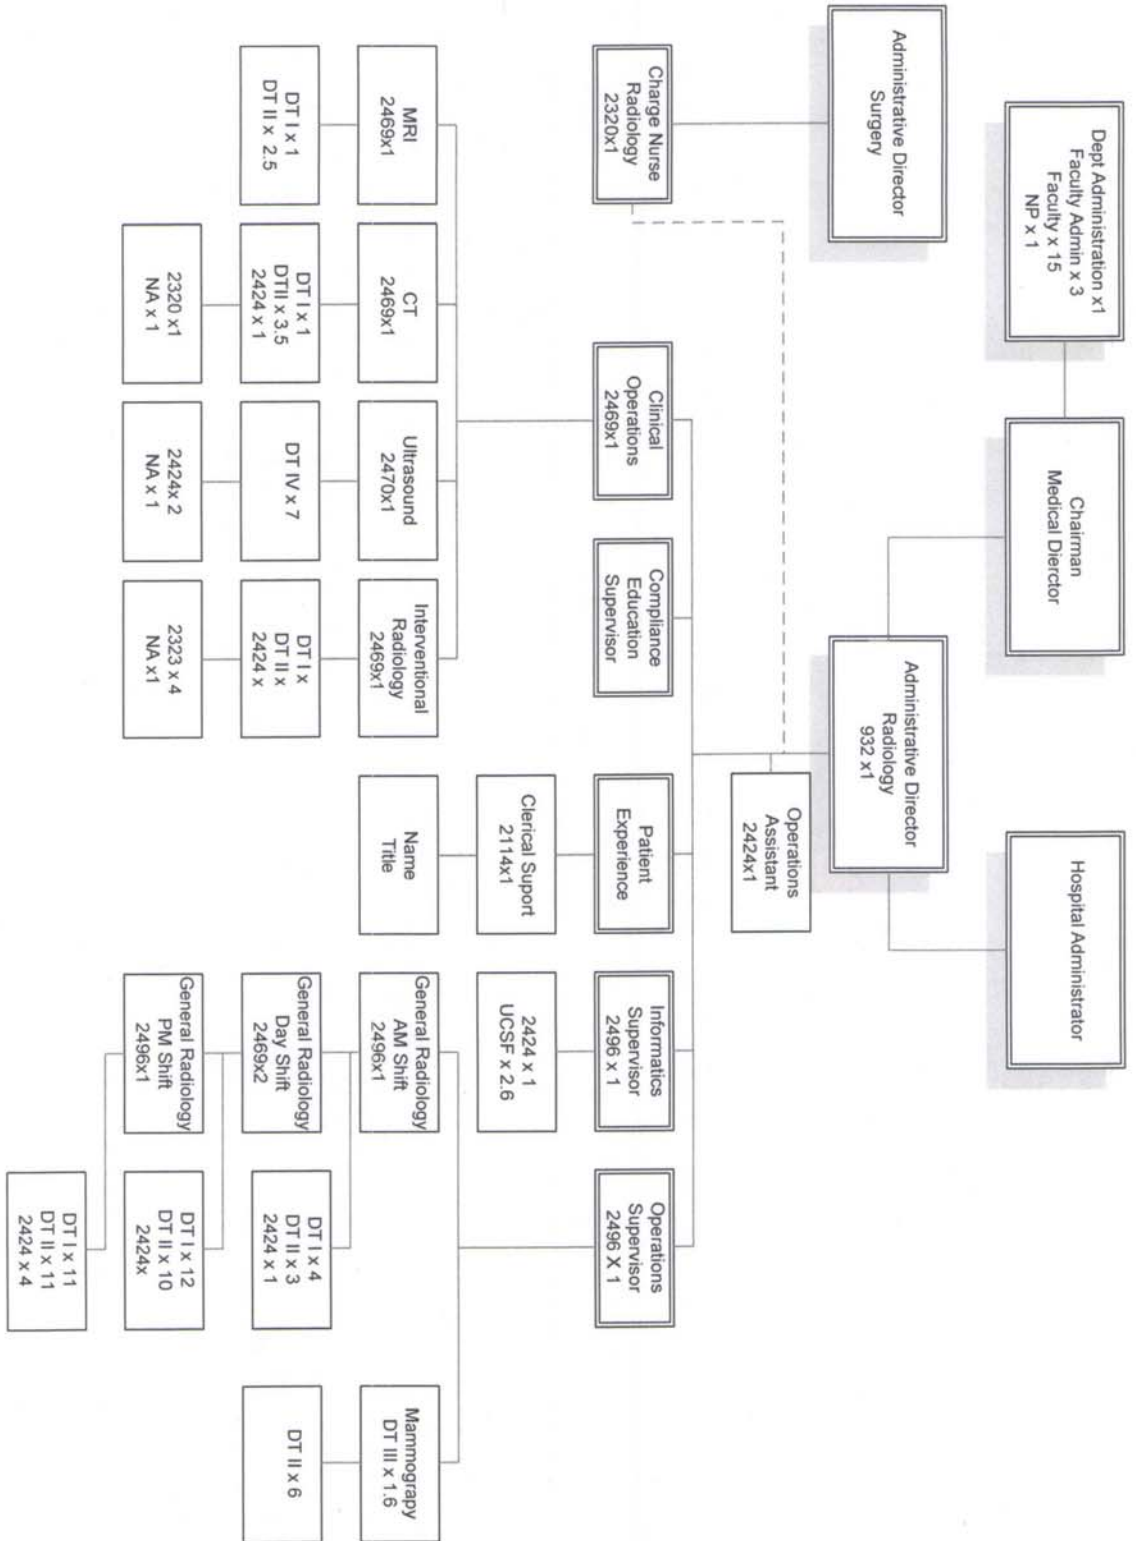 Dept Administration x1
Faculty Admin x 3
Faculty x 15
NP x 1
Chairman
Medical Dierctor
Hospital Administrator
Administrative Director
Surgery
Administrative Director
Radiology
932 x1
Operations
Assistant
2424x1
Charge Nurse
Radiology
2320x1
Clinical
Operations
2469x1
Compliance
Education
Supervisor
Patient
Experience
Informatics
Supervisor
2496 x 1
Operations
Supervisor
2496 X 1
Clerical Suport
2114x1
2424 x 1
UCSF x 2.6
MRI
2469x1
CT
2469x1
Ultrasound
2470x1
Interventional
Radiology
2469x1
Name
Title
General Radiology
AM Shift
2496x1
Mammograpy
DT III x 1.6
DT I x 1
DT II x 2.5
DT I x 1
DTII x 3.5
2424 x 1
DT IV x 7
DT I x
DT II x
2424 x
General Radiology
Day Shift
2469x2
DT I x 4
DT II x 3
2424 x 1
DT II x 6
2320 x1
NA x 1
2424x 2
NA x 1
2323 x 4
NA x1
General Radiology
PM Shift
2496x1
DT I x 12
DT II x 10
2424x
DT I x 11
DT II x 11
2424 x 4